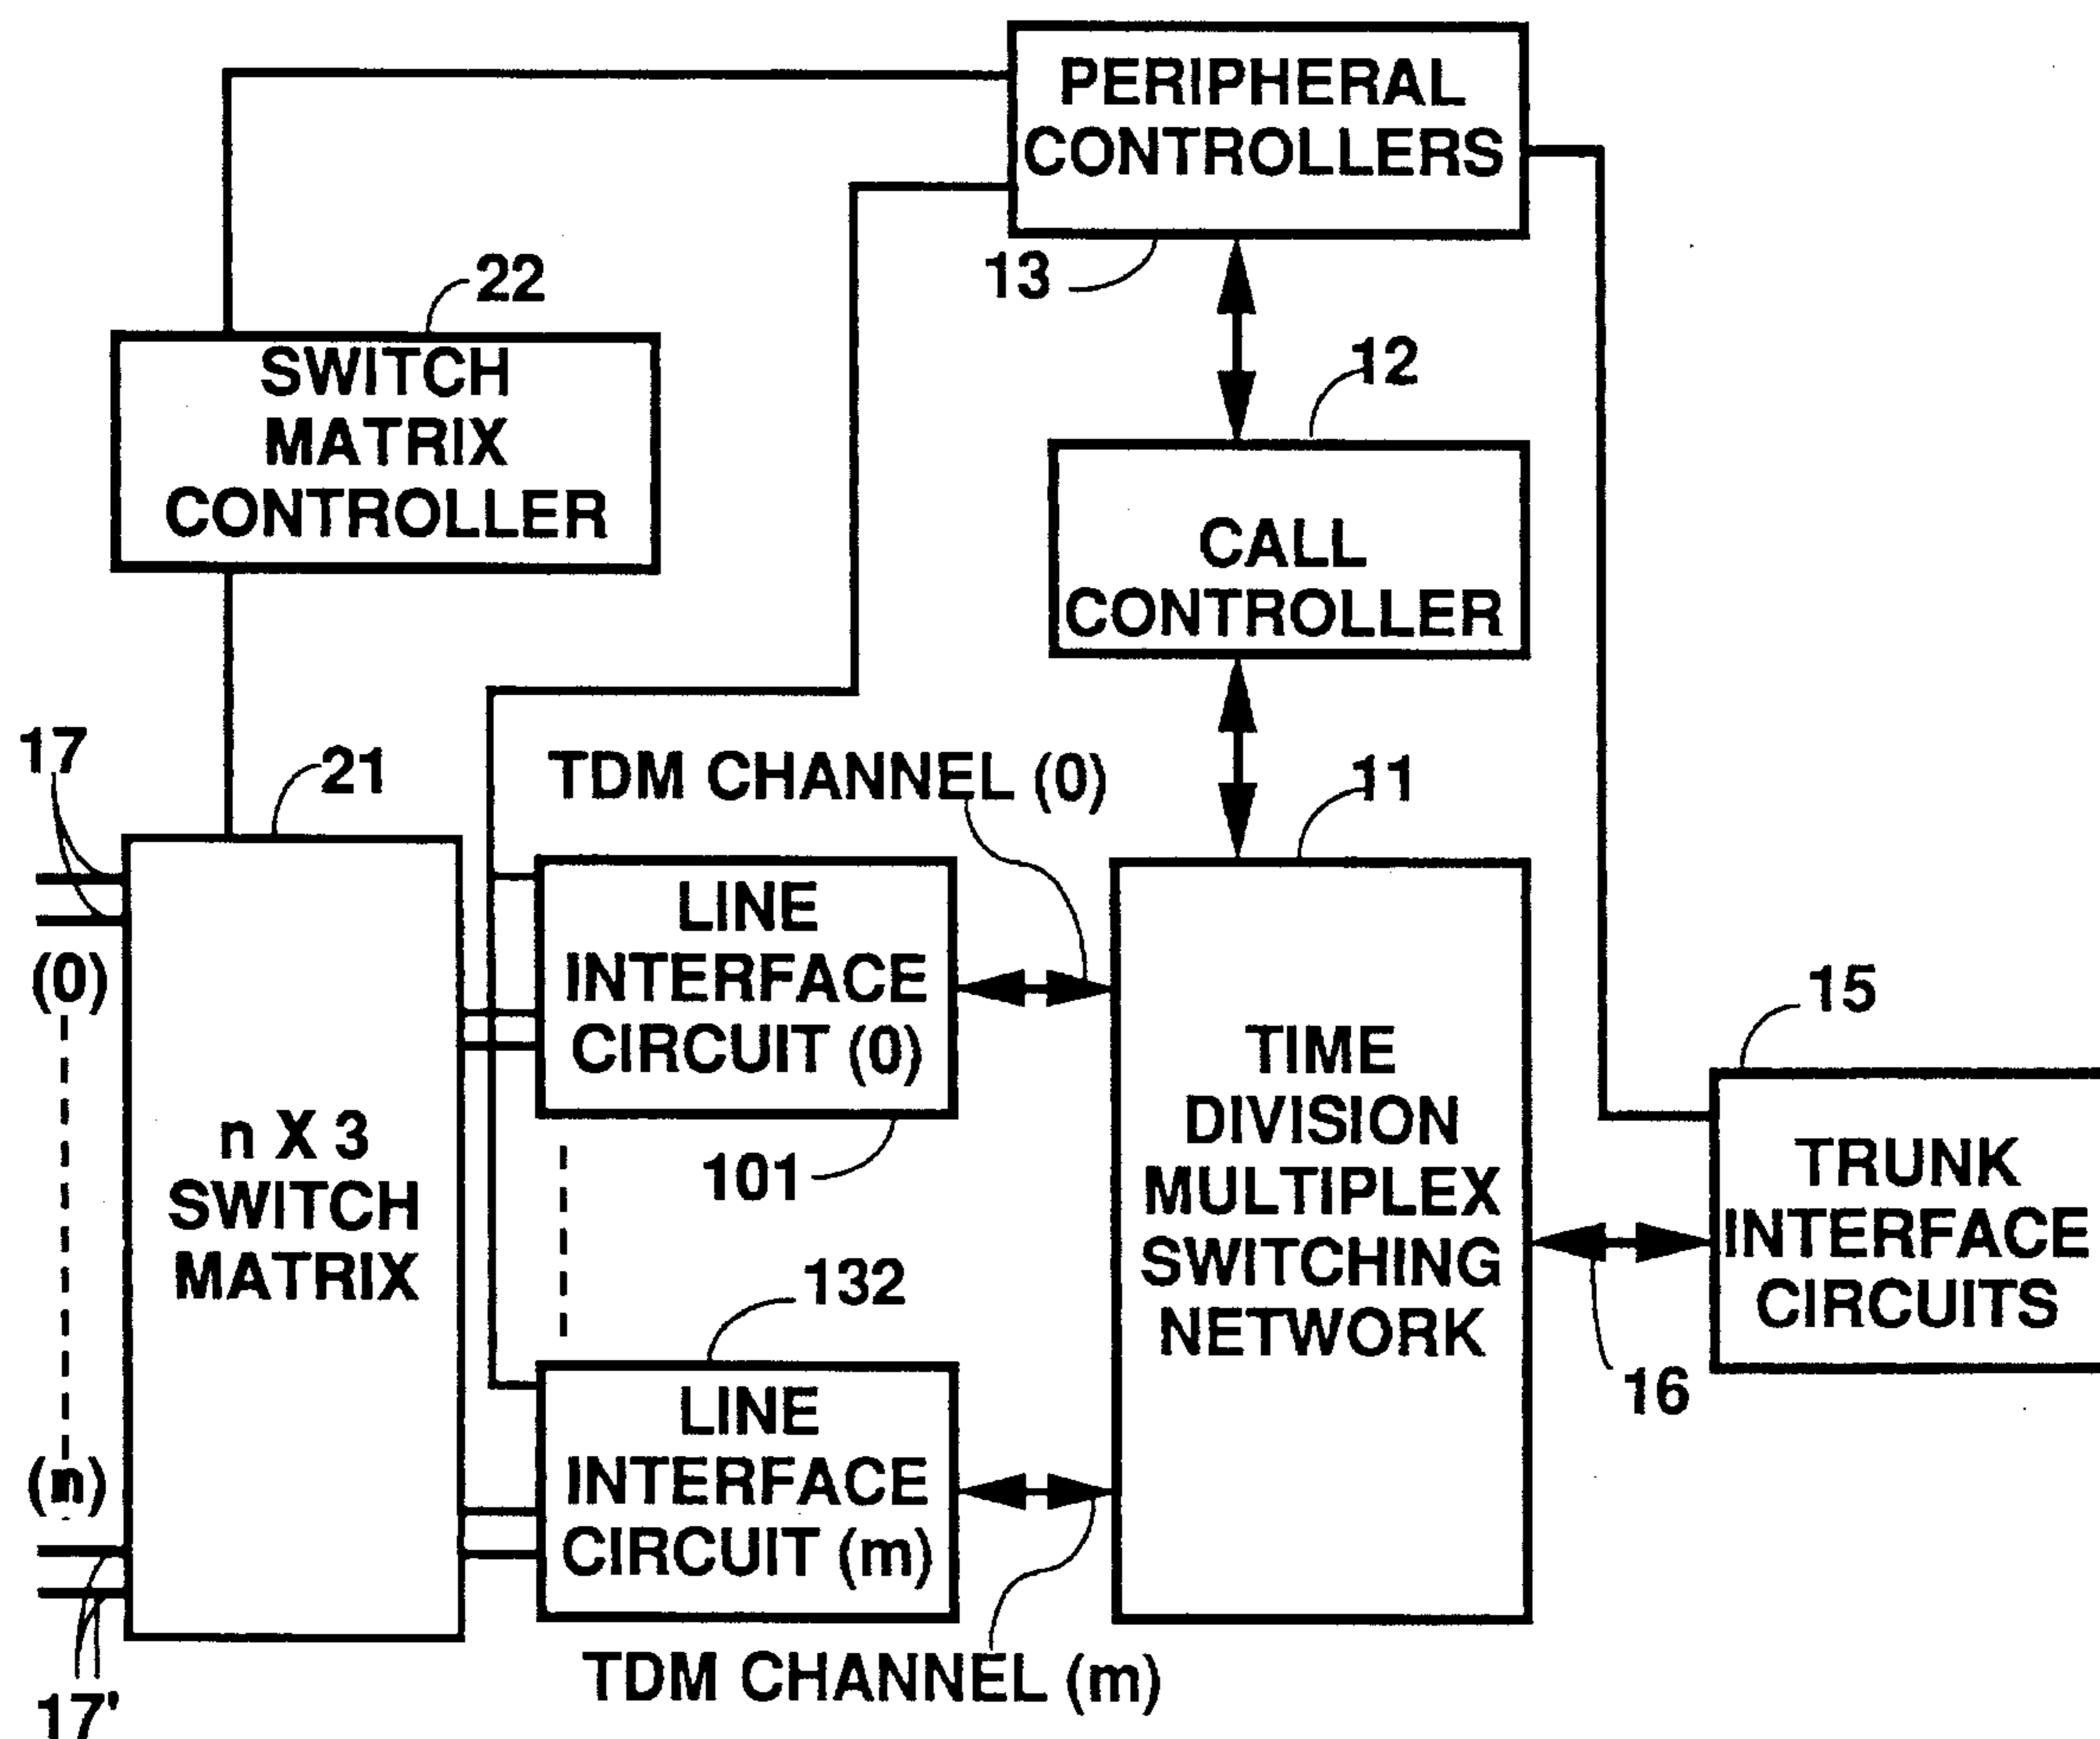 PERIPHERAL
CONTROLLERS
13
22
SWITCH
MATRIX
CONTROLLER
12
CALL
CONTROLLER
17
21
TDM CHANNEL (0)
11
(0)
LINE
INTERFACE
CIRCUIT (0)
101
n X 3
SWITCH
MATRIX
TIME
DIVISION
MULTIPLEX
SWITCHING
NETWORK
15
TRUNK
INTERFACE
CIRCUITS
16
132
(n)
LINE
INTERFACE
CIRCUIT (m)
TDM CHANNEL (m)
17'